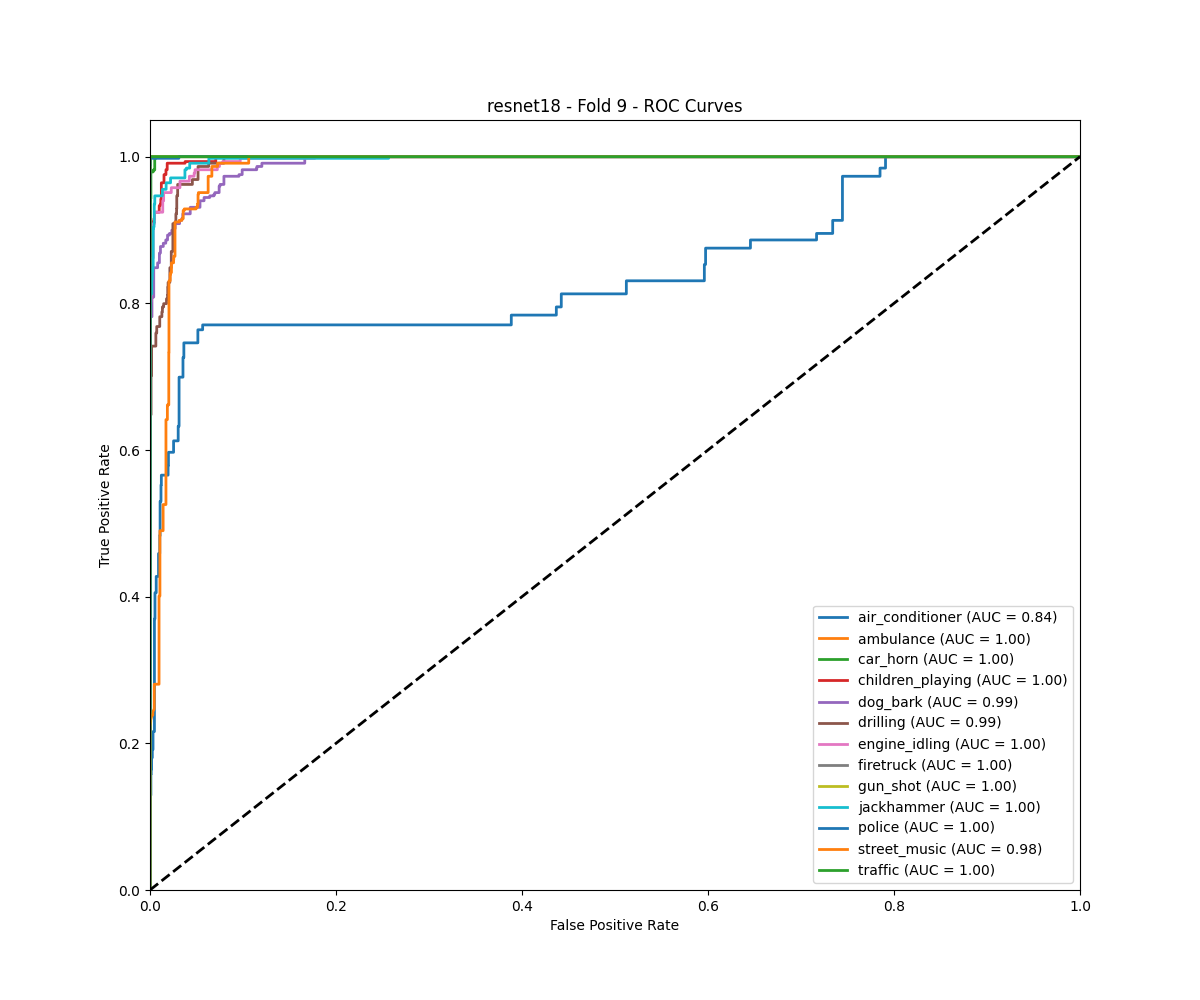 resnet18 - Fold 9 - ROC Curves
1.0
0.8
0.6
0.4
0.2
0.0
True Positive Rate
0.0 0.2 0.4 0.6 0.8 1.0
False Positive Rate
air_conditioner (AUC = 0.84)
ambulance (AUC = 1.00)
car_horn (AUC = 1.00)
children_playing (AUC = 1.00)
dog_bark (AUC = 0.99)
drilling (AUC = 0.99)
engine_idling (AUC = 1.00)
firetruck (AUC = 1.00)
gun_shot (AUC = 1.00)
jackhammer (AUC = 1.00)
police (AUC = 1.00)
street_music (AUC = 0.98)
traffic (AUC = 1.00)